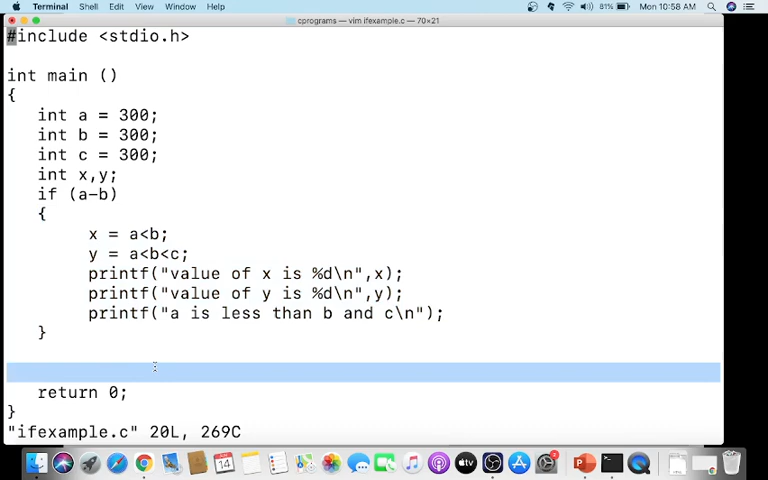 Terminal Shell Edit View Window Help 81% Mon 10:58 AM
cprograms — vim ifexample.c — 70×21
#include <stdio.h>
int main ()
{
int a = 300;
int b = 300;
int c = 300;
int x,y;
if (a-b)
{
x = a<b;
y = a<b<c;
printf("value of x is %d\n",x);
printf("value of y is %d\n",y);
printf("a is less than b and c\n");
}
return 0;
}
"ifexample.c" 20L, 269C
14
tv